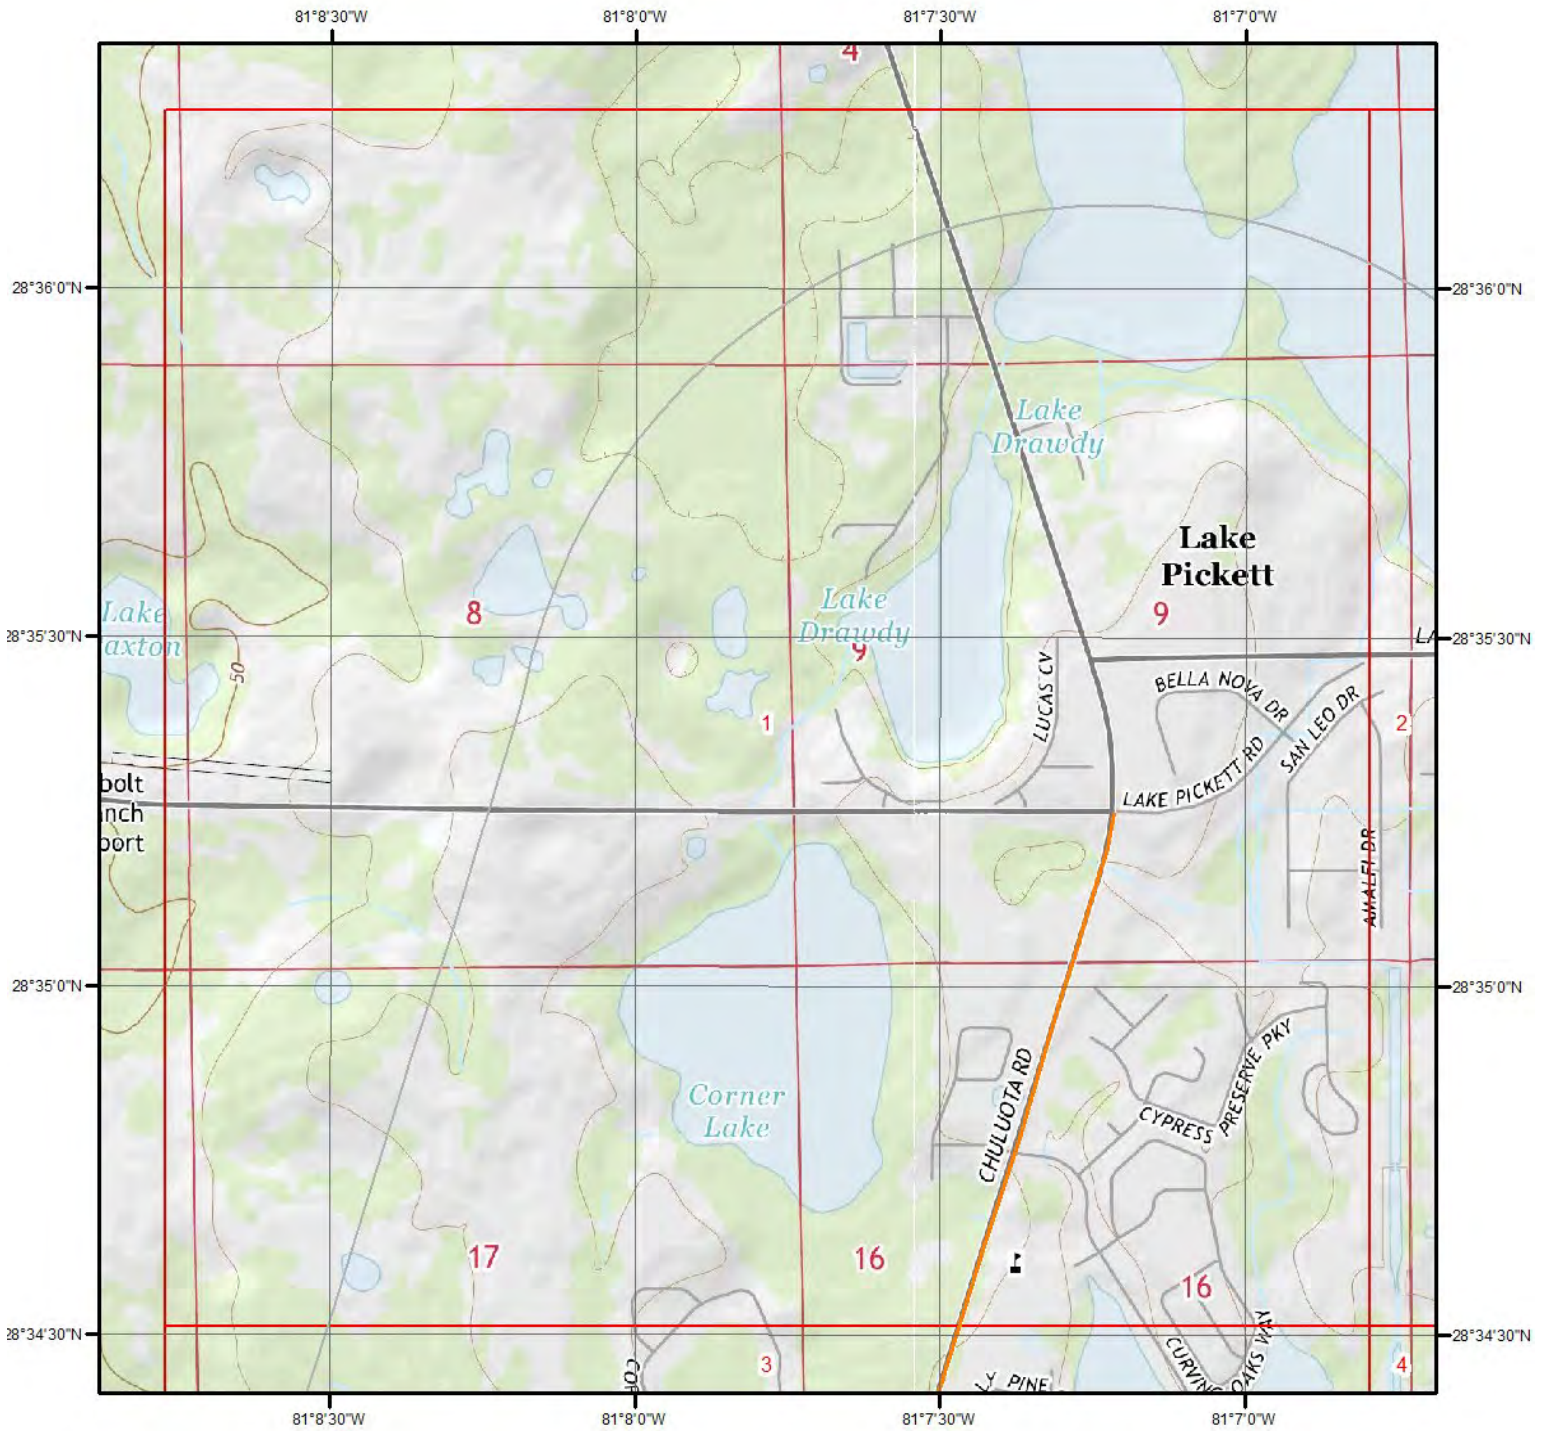 81°8'30"W
81°8'0"W
81°7'30"W
81°7'0"W
4
28°36'0"N
28°36'0"N
Lake
Drawdy
Lake
Pickett
8
Lake
Drawdy
9
9
Lake
axton
28°35'30"N
LA
28°35'30"N
50
LUCAS CV
BELLA NOVA DR
SAN LEO DR
1
2
LAKE PICKETT RD
bolt
nch
port
AMALFI DR
28°35'0"N
28°35'0"N
CHULUOTA RD
CYPRESS PRESERVE PKY
Corner
Lake
17
16
16
28°34'30"N
28°34'30"N
3
4
COR
LY PINE
CURVING OAKS WAY
81°8'30"W
81°8'0"W
81°7'30"W
81°7'0"W